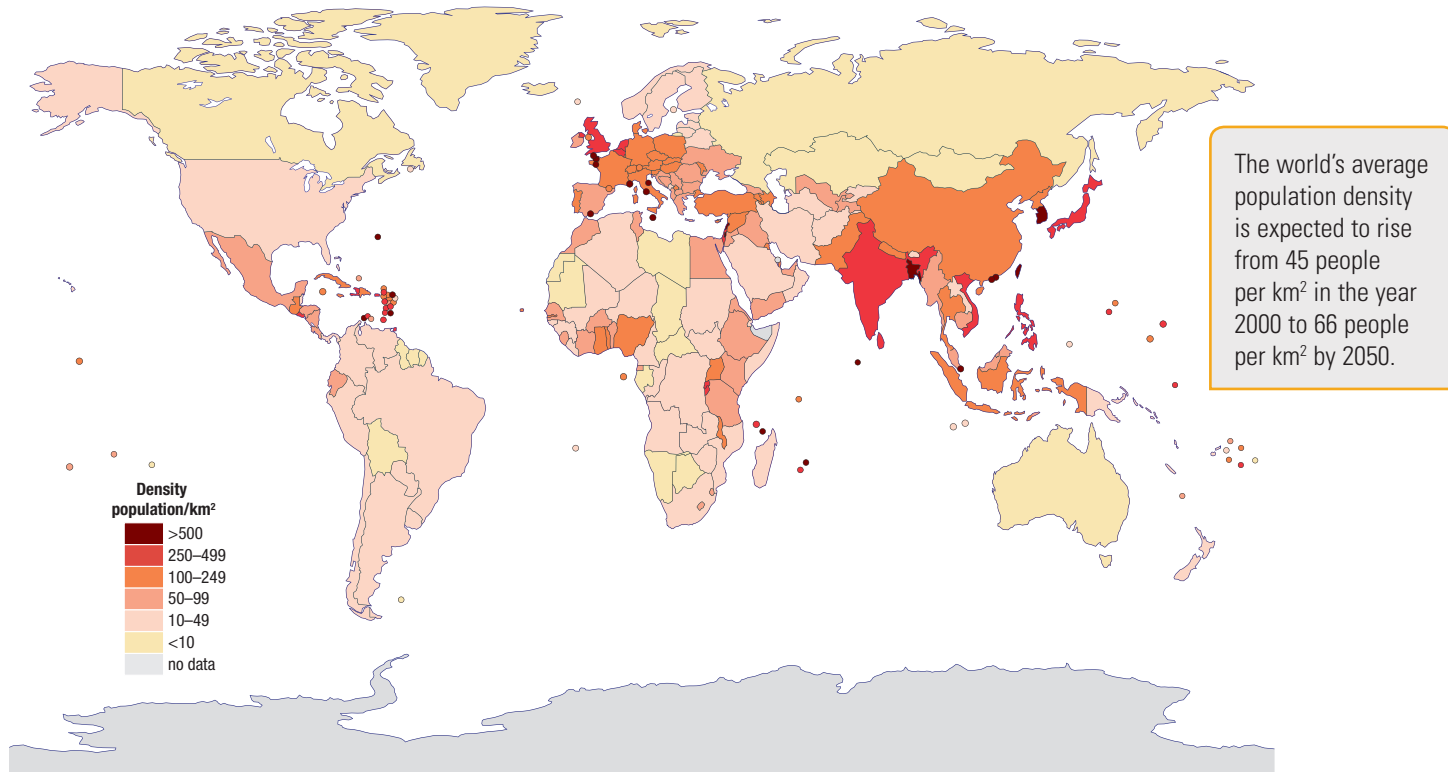 The world's average
population density
is expected to rise
from 45 people
per km² in the year
2000 to 66 people
per km² by 2050.
Density
population/km²
>500
250–499
100–249
50–99
10–49
<10
no data